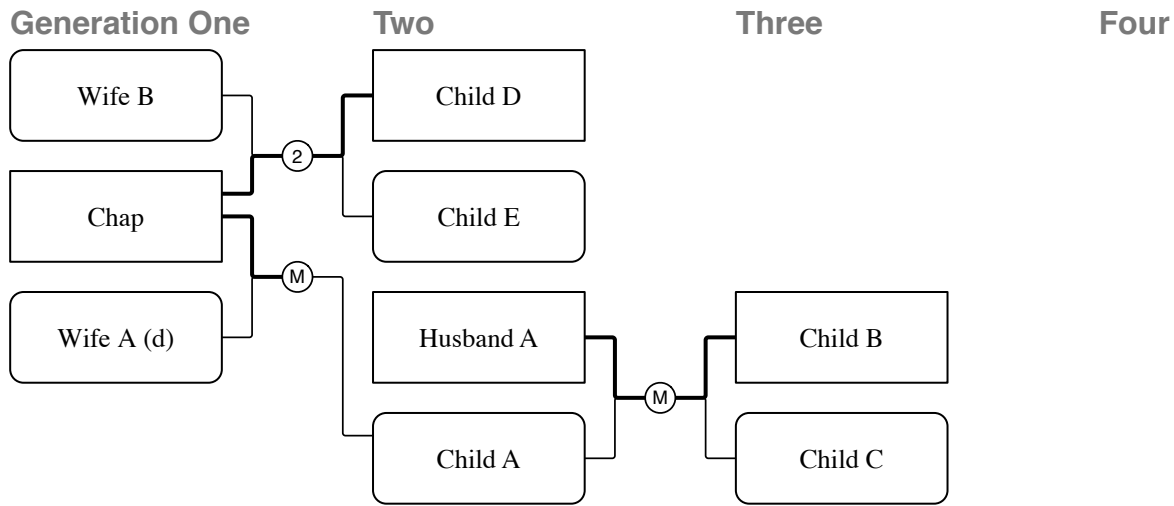 Generation One Two Three Four
Wife B
Child D
2
Chap
Child E
M
Wife A (d)
Husband A
Child B
M
Child A
Child C